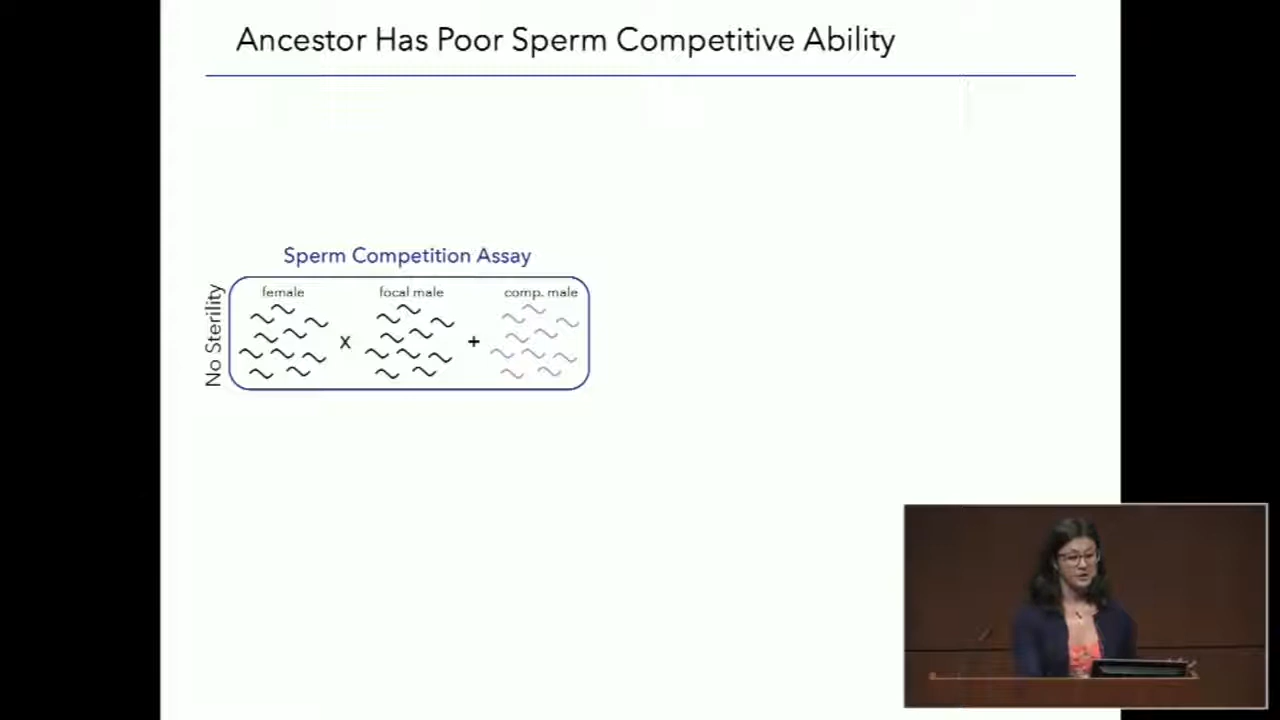 Ancestor Has Poor Sperm Competitive Ability
Sperm Competition Assay
No Sterility
female
focal male
comp. male
x
+